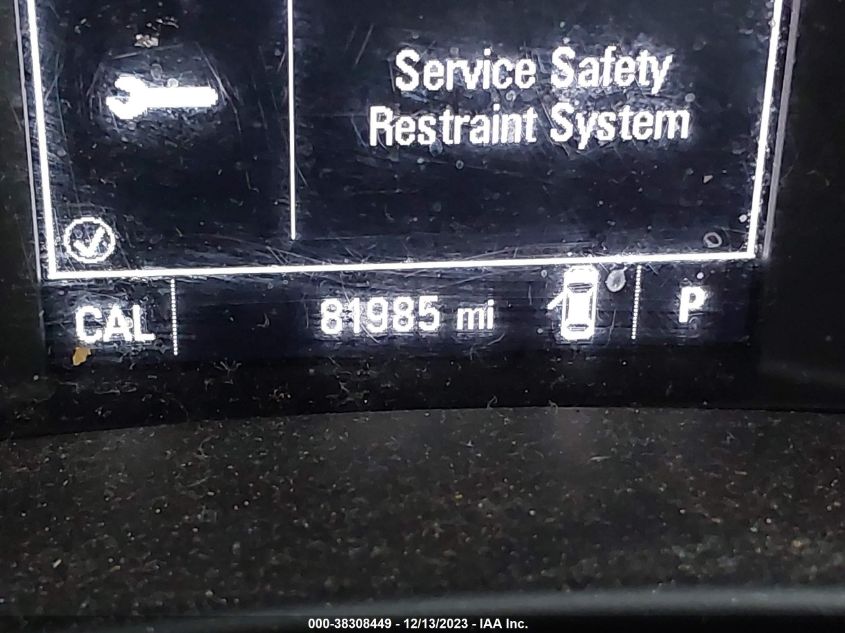 Service Safety
Restraint System
CAL 81985 mi P
000-38308449 - 12/13/2023 - IAA Inc.